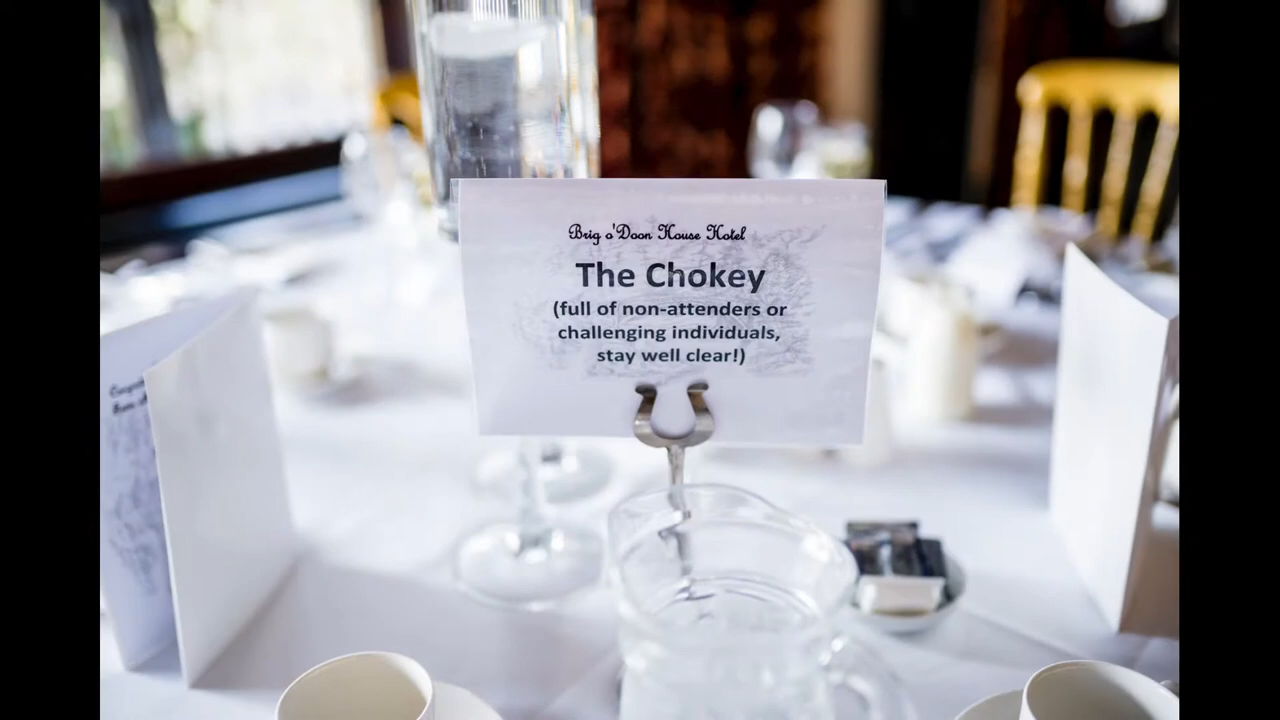 Brig o'Doon House Hotel
The Chokey
(full of non-attenders or
challenging individuals,
stay well clear!)